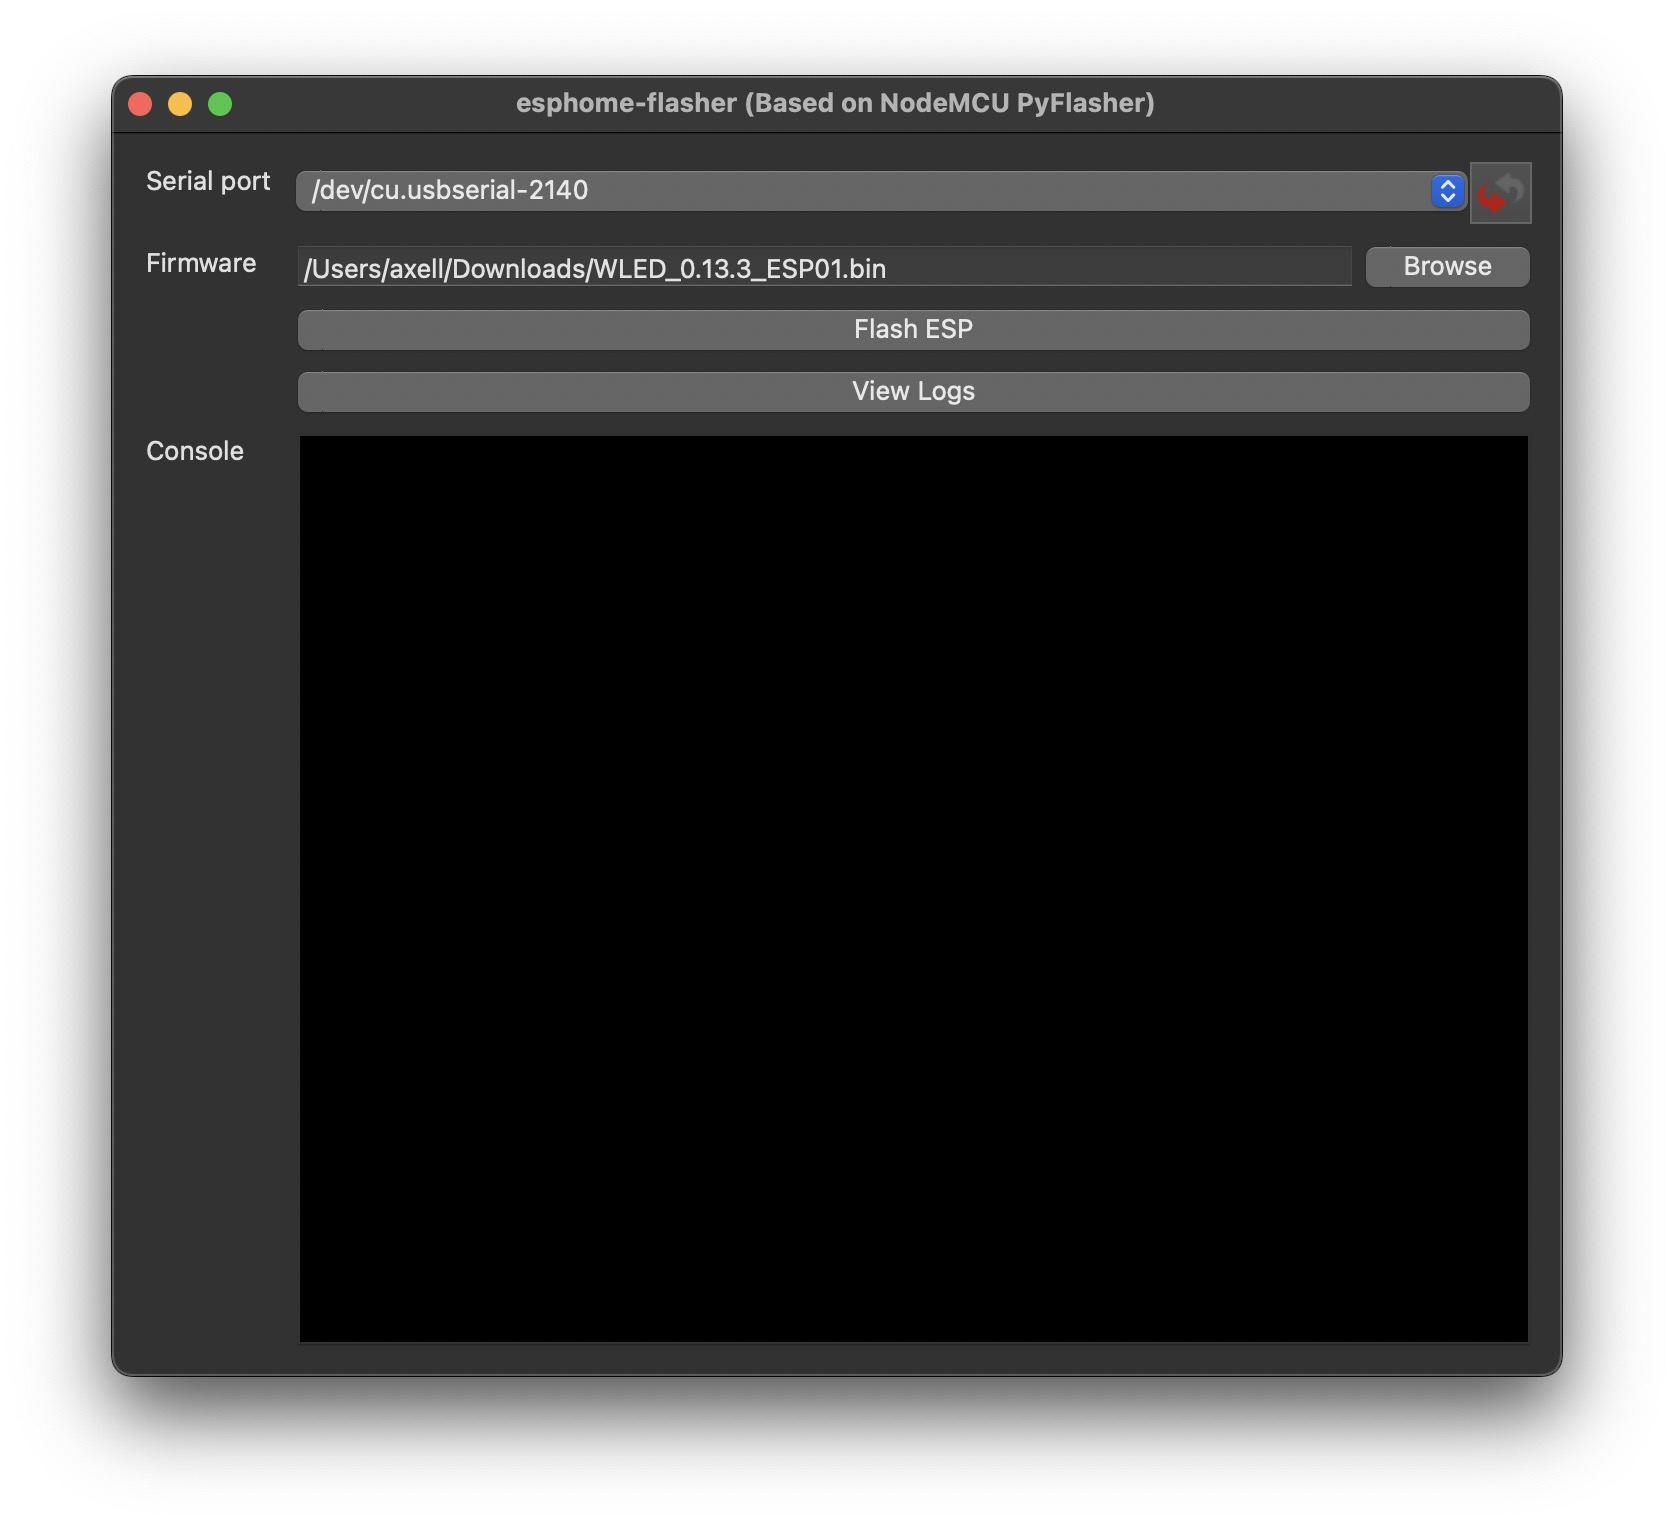 esphome-flasher (Based on NodeMCU PyFlasher)
Serial port
/dev/cu.usbserial-2140
Firmware
/Users/axell/Downloads/WLED_0.13.3_ESP01.bin
Browse
Flash ESP
View Logs
Console